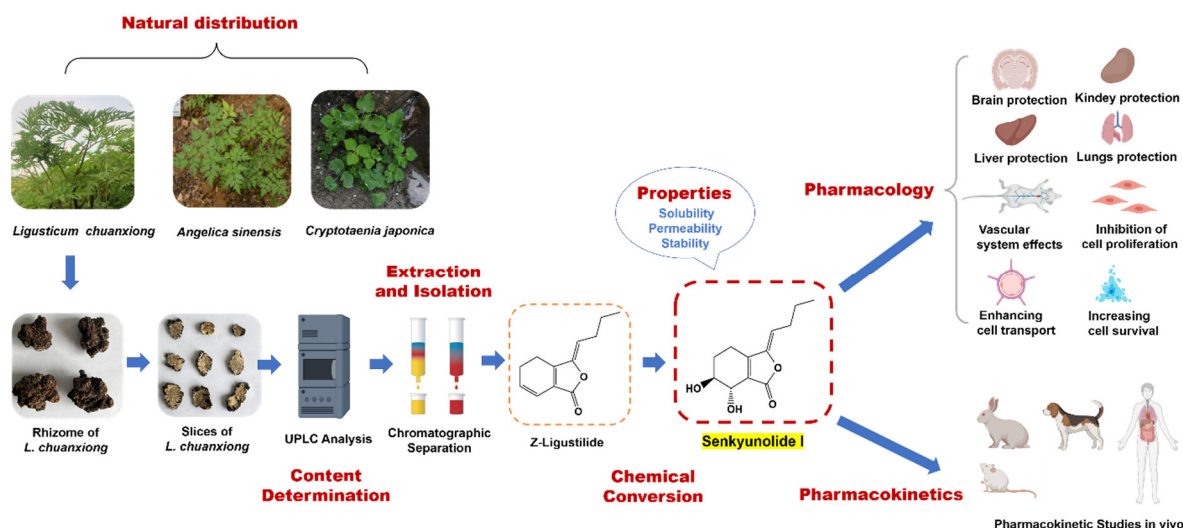 Natural distribution
Ligusticum chuanxiong
Angelica sinensis
Cryptotaenia japonica
Rhizome of
L. chuanxiong
Slices of
L. chuanxiong
UPLC Analysis
Content
Determination
Extraction
and Isolation
Chromatographic
Separation
O
O
Z-Ligustilide
Chemical
Conversion
Properties
Solubility
Permeability
Stability
O
HO
O
OH
Senkyunolide I
Pharmacology
Brain protection
Kindey protection
Liver protection
Lungs protection
Vascular
system effects
Inhibition of
cell proliferation
Enhancing
cell transport
Increasing
cell survival
Pharmacokinetics
Pharmacokinetic Studies in vivo